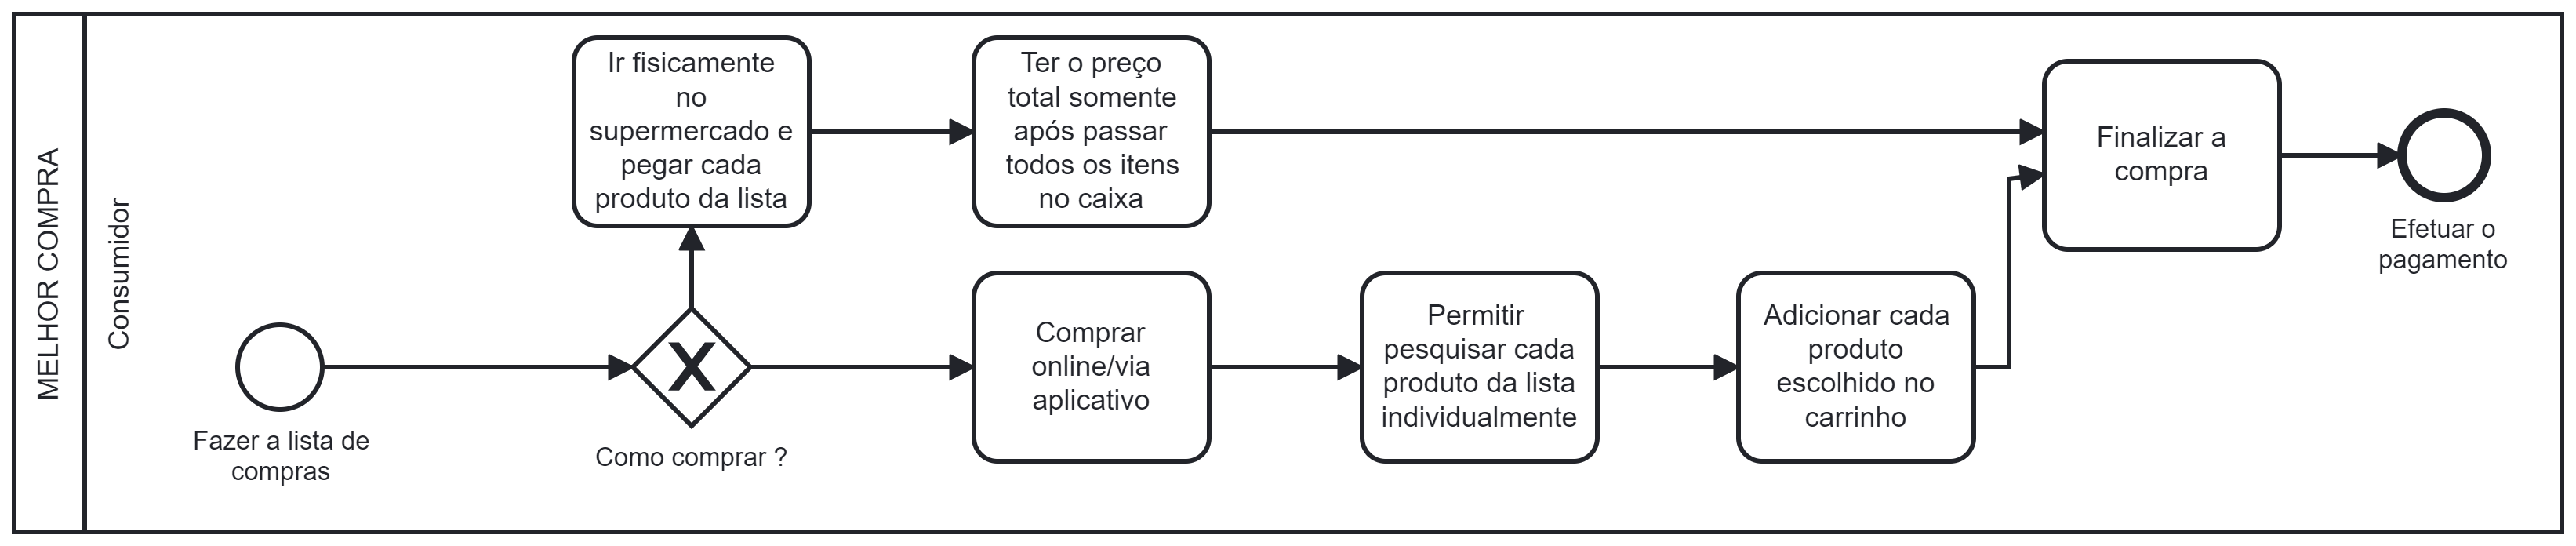 MELHOR COMPRA
Consumidor
Fazer a lista de
compras
Como comprar ?
Ir fisicamente
no
supermercado e
pegar cada
produto da lista
Ter o preço
total somente
após passar
todos os itens
no caixa
Comprar
online/via
aplicativo
Permitir
pesquisar cada
produto da lista
individualmente
Adicionar cada
produto
escolhido no
carrinho
Finalizar a
compra
Efetuar o
pagamento